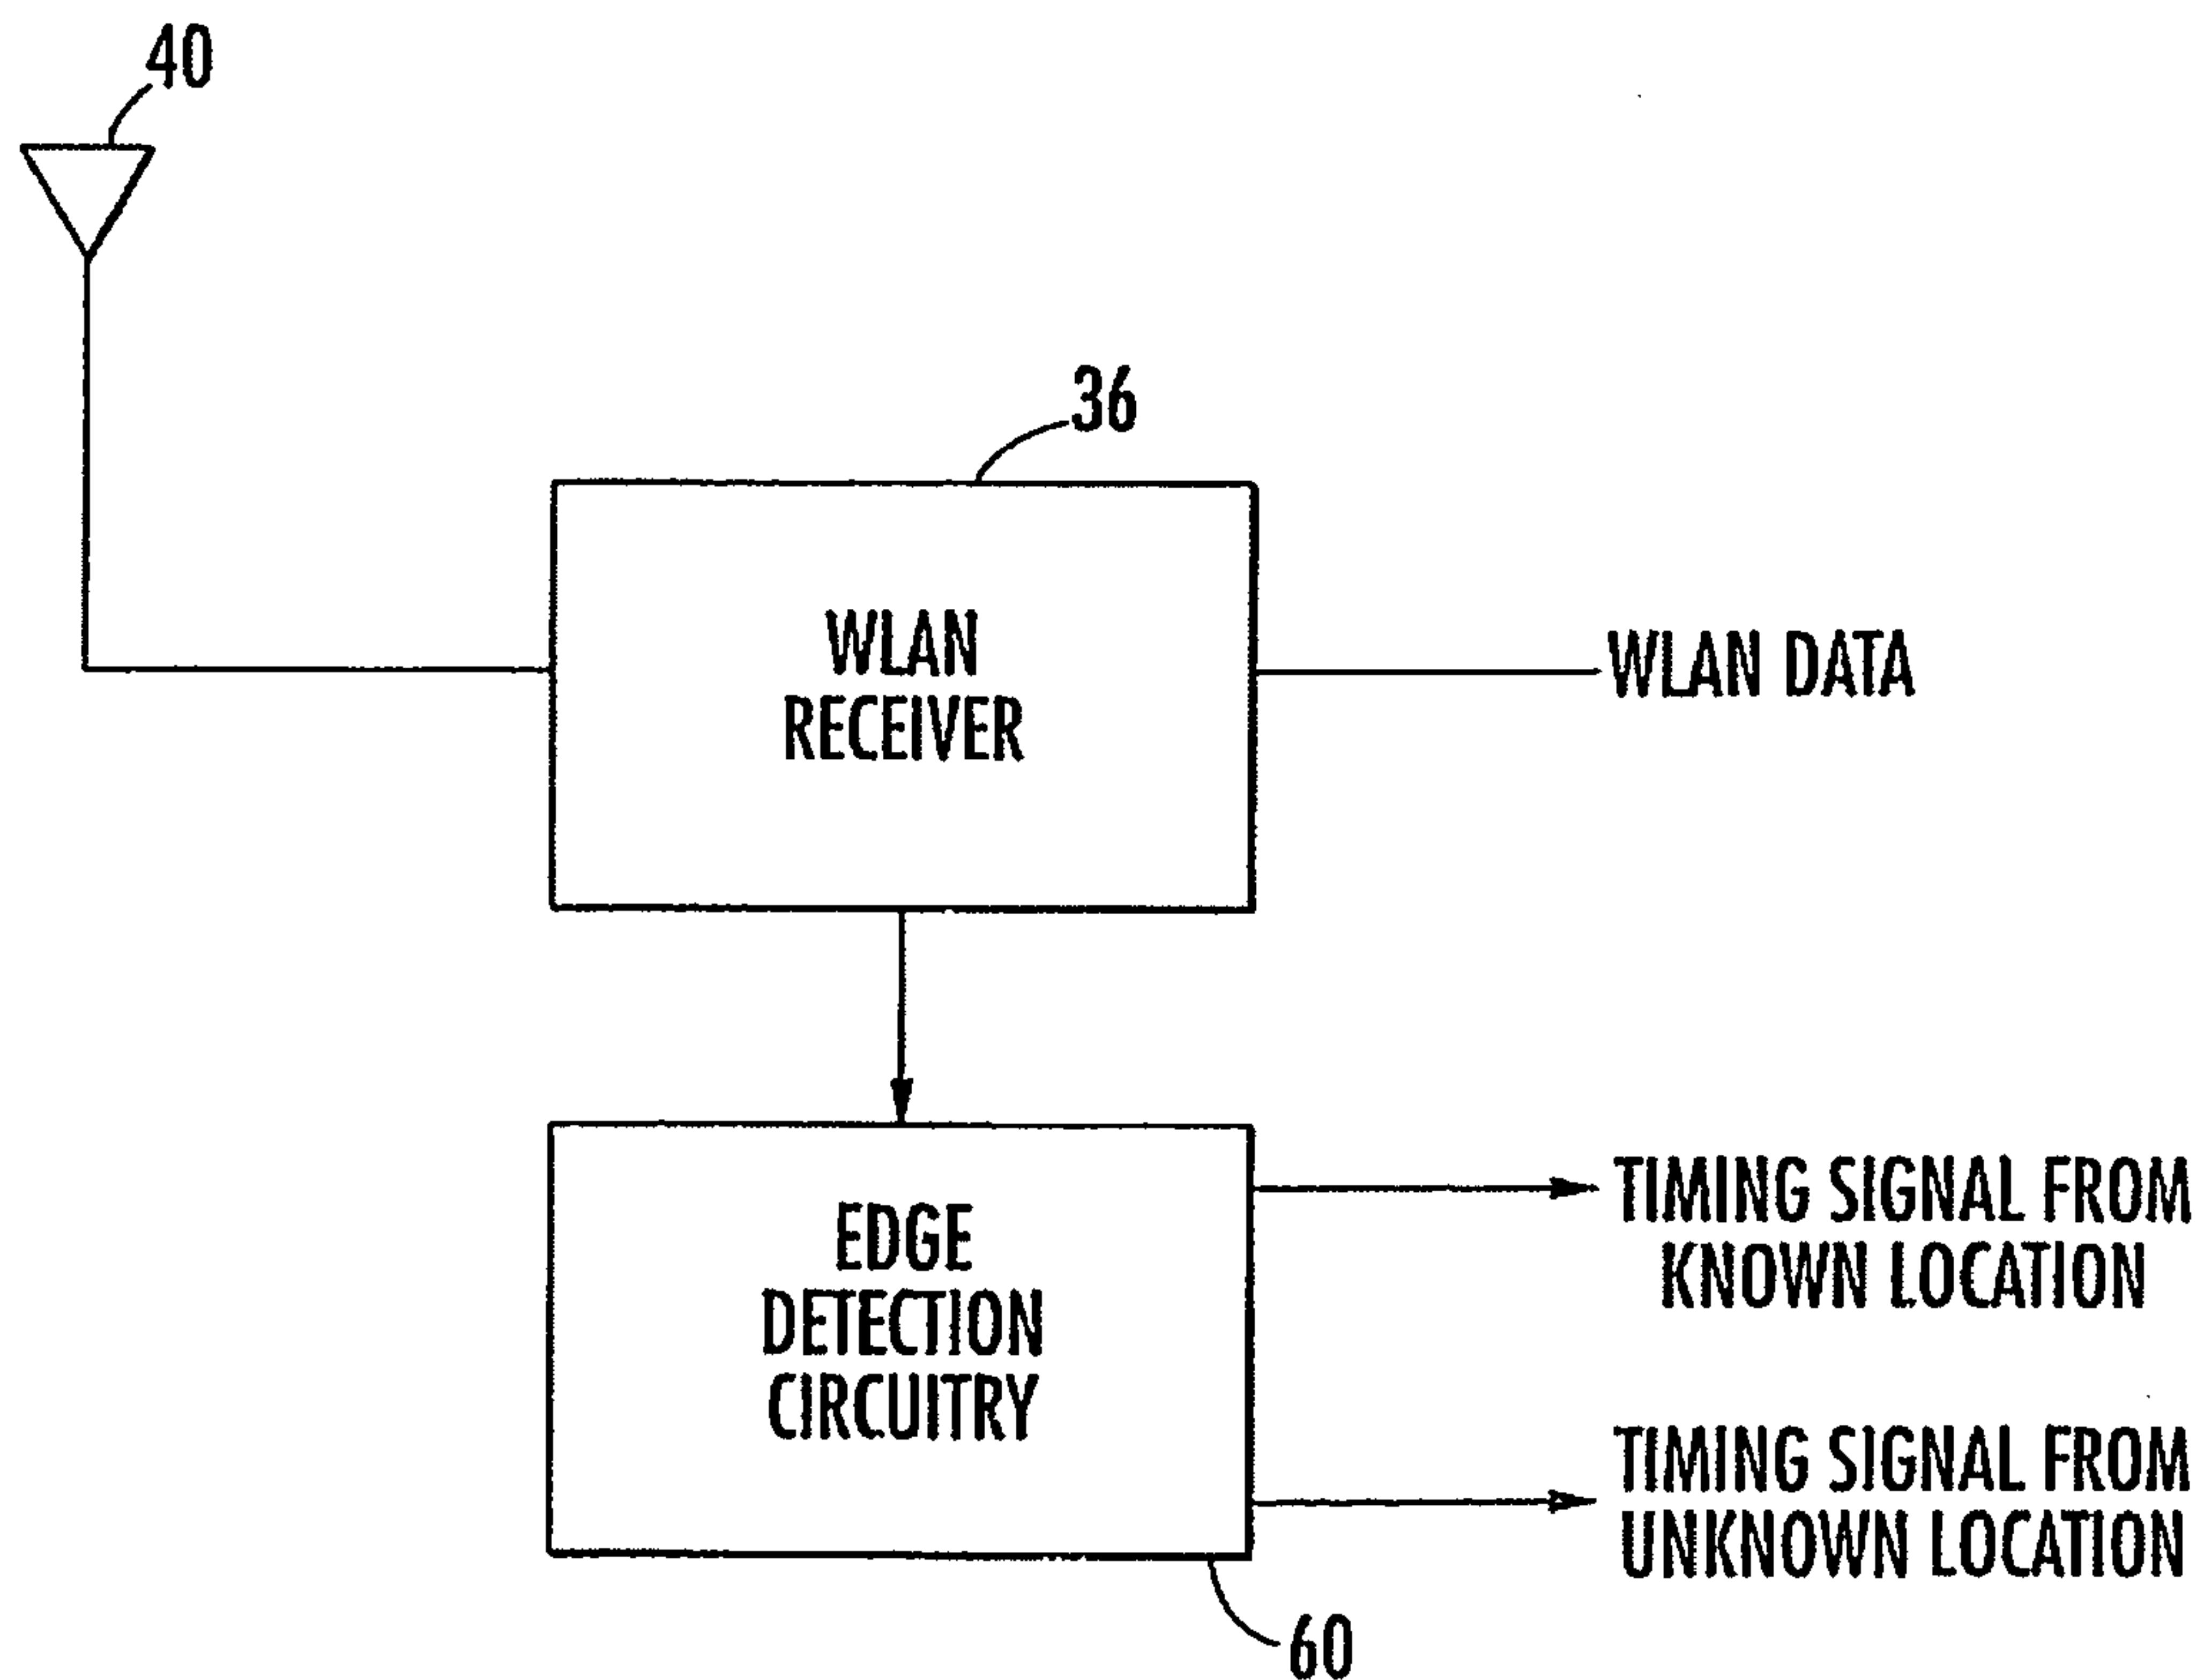 40
36
WLAN
RECEIVER
WLAN DATA
EDGE
DETECTION
CIRCUITRY
TIMING SIGNAL FROM
KNOWN LOCATION
TIMING SIGNAL FROM
UNKNOWN LOCATION
60